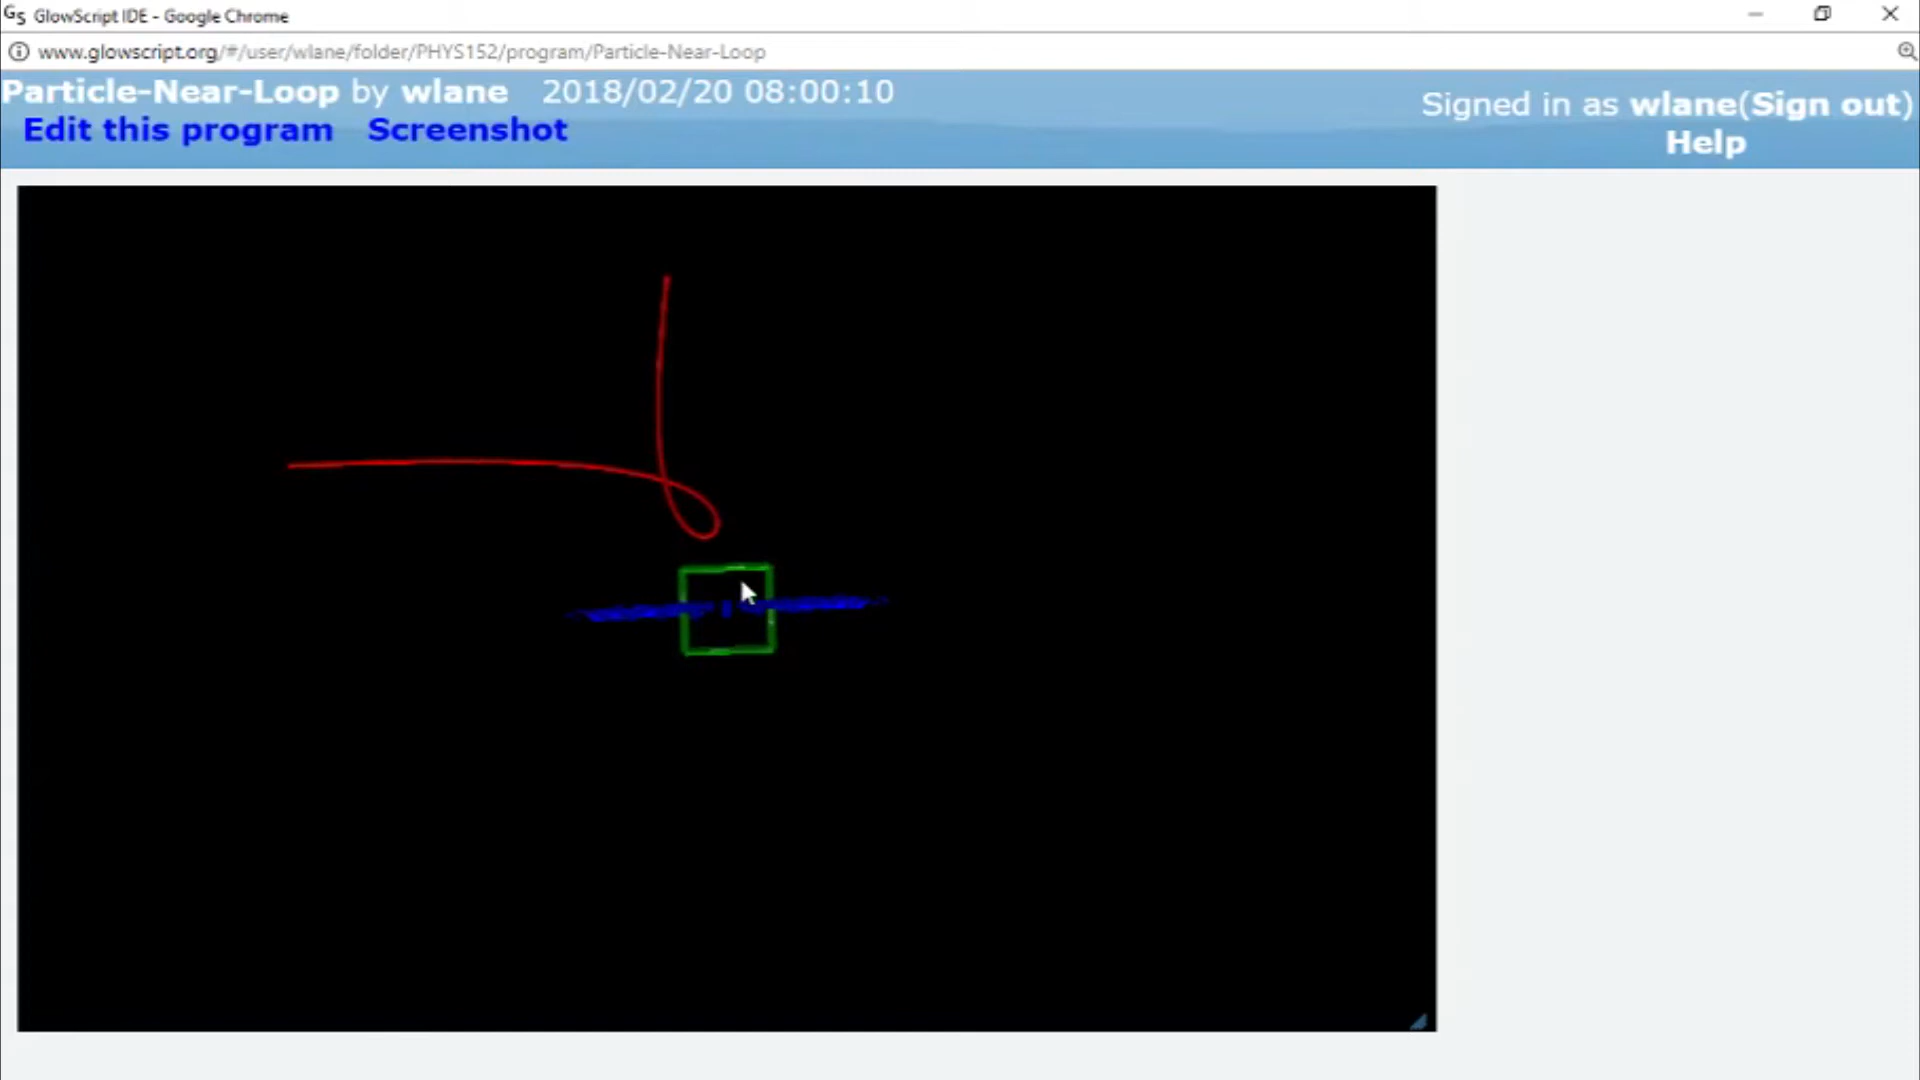 GS GlowScript IDE - Google Chrome
www.glowscript.org/#/user/wlane/folder/PHYS152/program/Particle-Near-Loop
Particle-Near-Loop by wlane 2018/02/20 08:00:10
Signed in as wlane(Sign out)
Edit this program Screenshot
Help